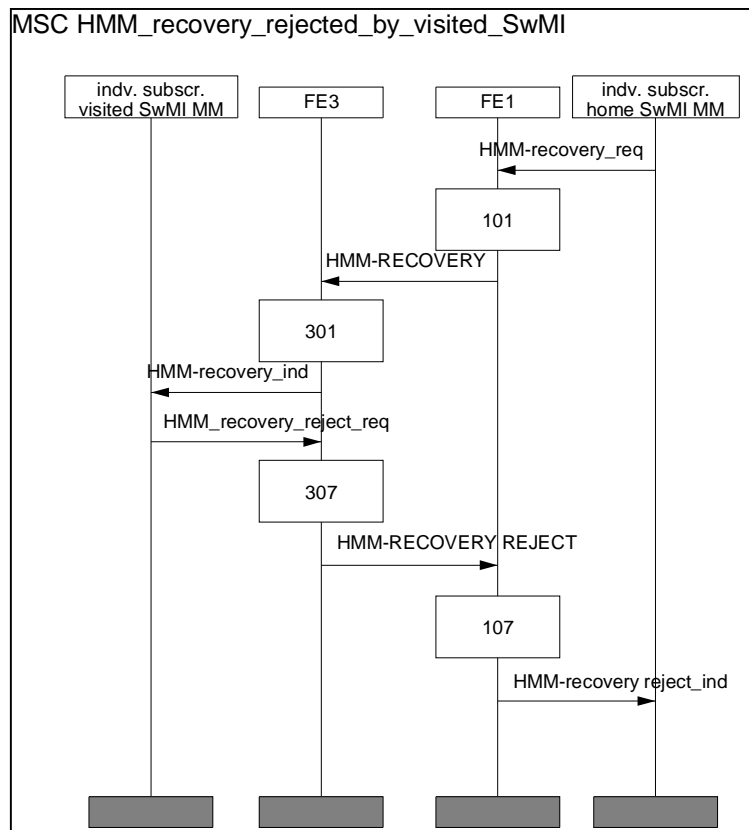 MSC HMM_recovery_rejected_by_visited_SwMI
indv. subscr.
visited SwMI MM
FE3
FE1
indv. subscr.
home SwMI MM
HMM-recovery_req
101
HMM-RECOVERY
301
HMM-recovery_ind
HMM_recovery_reject_req
307
HMM-RECOVERY REJECT
107
HMM-recovery reject_ind